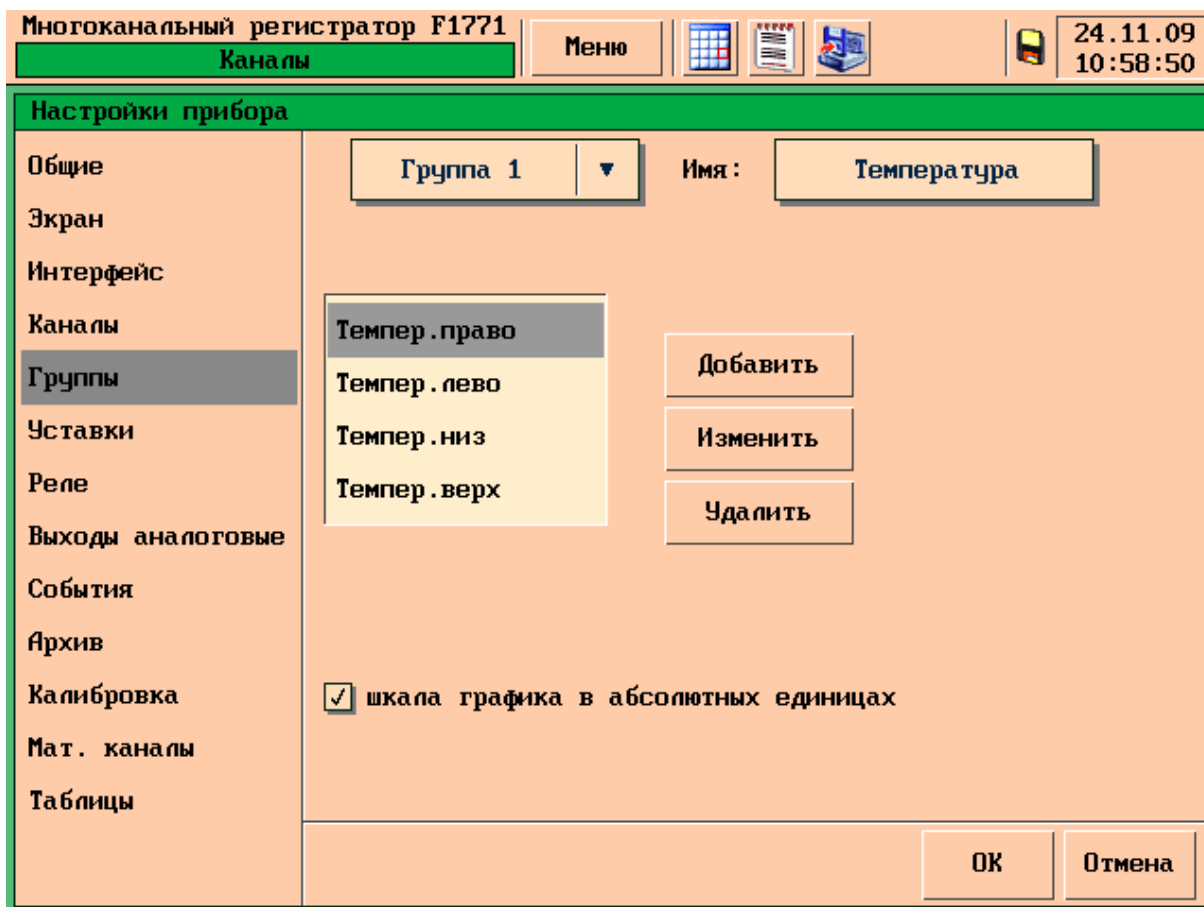 Многоканальный регистратор F1771
Каналы
Меню
24.11.09
10:58:50
Настройки прибора
Общие
Экран
Интерфейс
Каналы
Группы
Уставки
Реле
Выходы аналоговые
События
Архив
Калибровка
Мат. каналы
Таблицы
Группа 1
Имя:
Температура
Темпер.право
Темпер.лево
Темпер.низ
Темпер.верх
Добавить
Изменить
Удалить
шкала графика в абсолютных единицах
ОК
Отмена